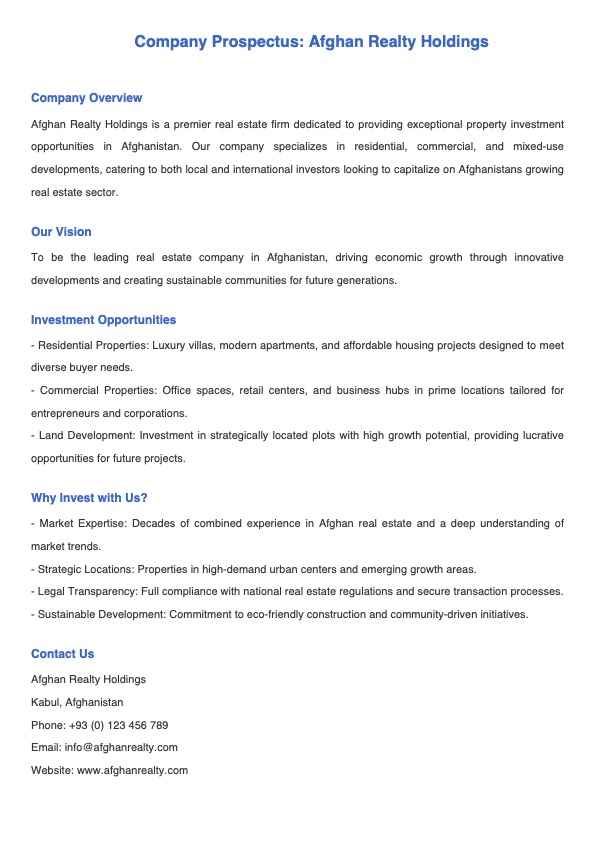 Company Prospectus: Afghan Realty Holdings
Company Overview
Afghan Realty Holdings is a premier real estate firm dedicated to providing exceptional property investment
opportunities in Afghanistan. Our company specializes in residential, commercial, and mixed-use
developments, catering to both local and international investors looking to capitalize on Afghanistans growing
real estate sector.
Our Vision
To be the leading real estate company in Afghanistan, driving economic growth through innovative
developments and creating sustainable communities for future generations.
Investment Opportunities
- Residential Properties: Luxury villas, modern apartments, and affordable housing projects designed to meet
diverse buyer needs.
- Commercial Properties: Office spaces, retail centers, and business hubs in prime locations tailored for
entrepreneurs and corporations.
- Land Development: Investment in strategically located plots with high growth potential, providing lucrative
opportunities for future projects.
Why Invest with Us?
- Market Expertise: Decades of combined experience in Afghan real estate and a deep understanding of
market trends.
- Strategic Locations: Properties in high-demand urban centers and emerging growth areas.
- Legal Transparency: Full compliance with national real estate regulations and secure transaction processes.
- Sustainable Development: Commitment to eco-friendly construction and community-driven initiatives.
Contact Us
Afghan Realty Holdings
Kabul, Afghanistan
Phone: +93 (0) 123 456 789
Email: info@afghanrealty.com
Website: www.afghanrealty.com